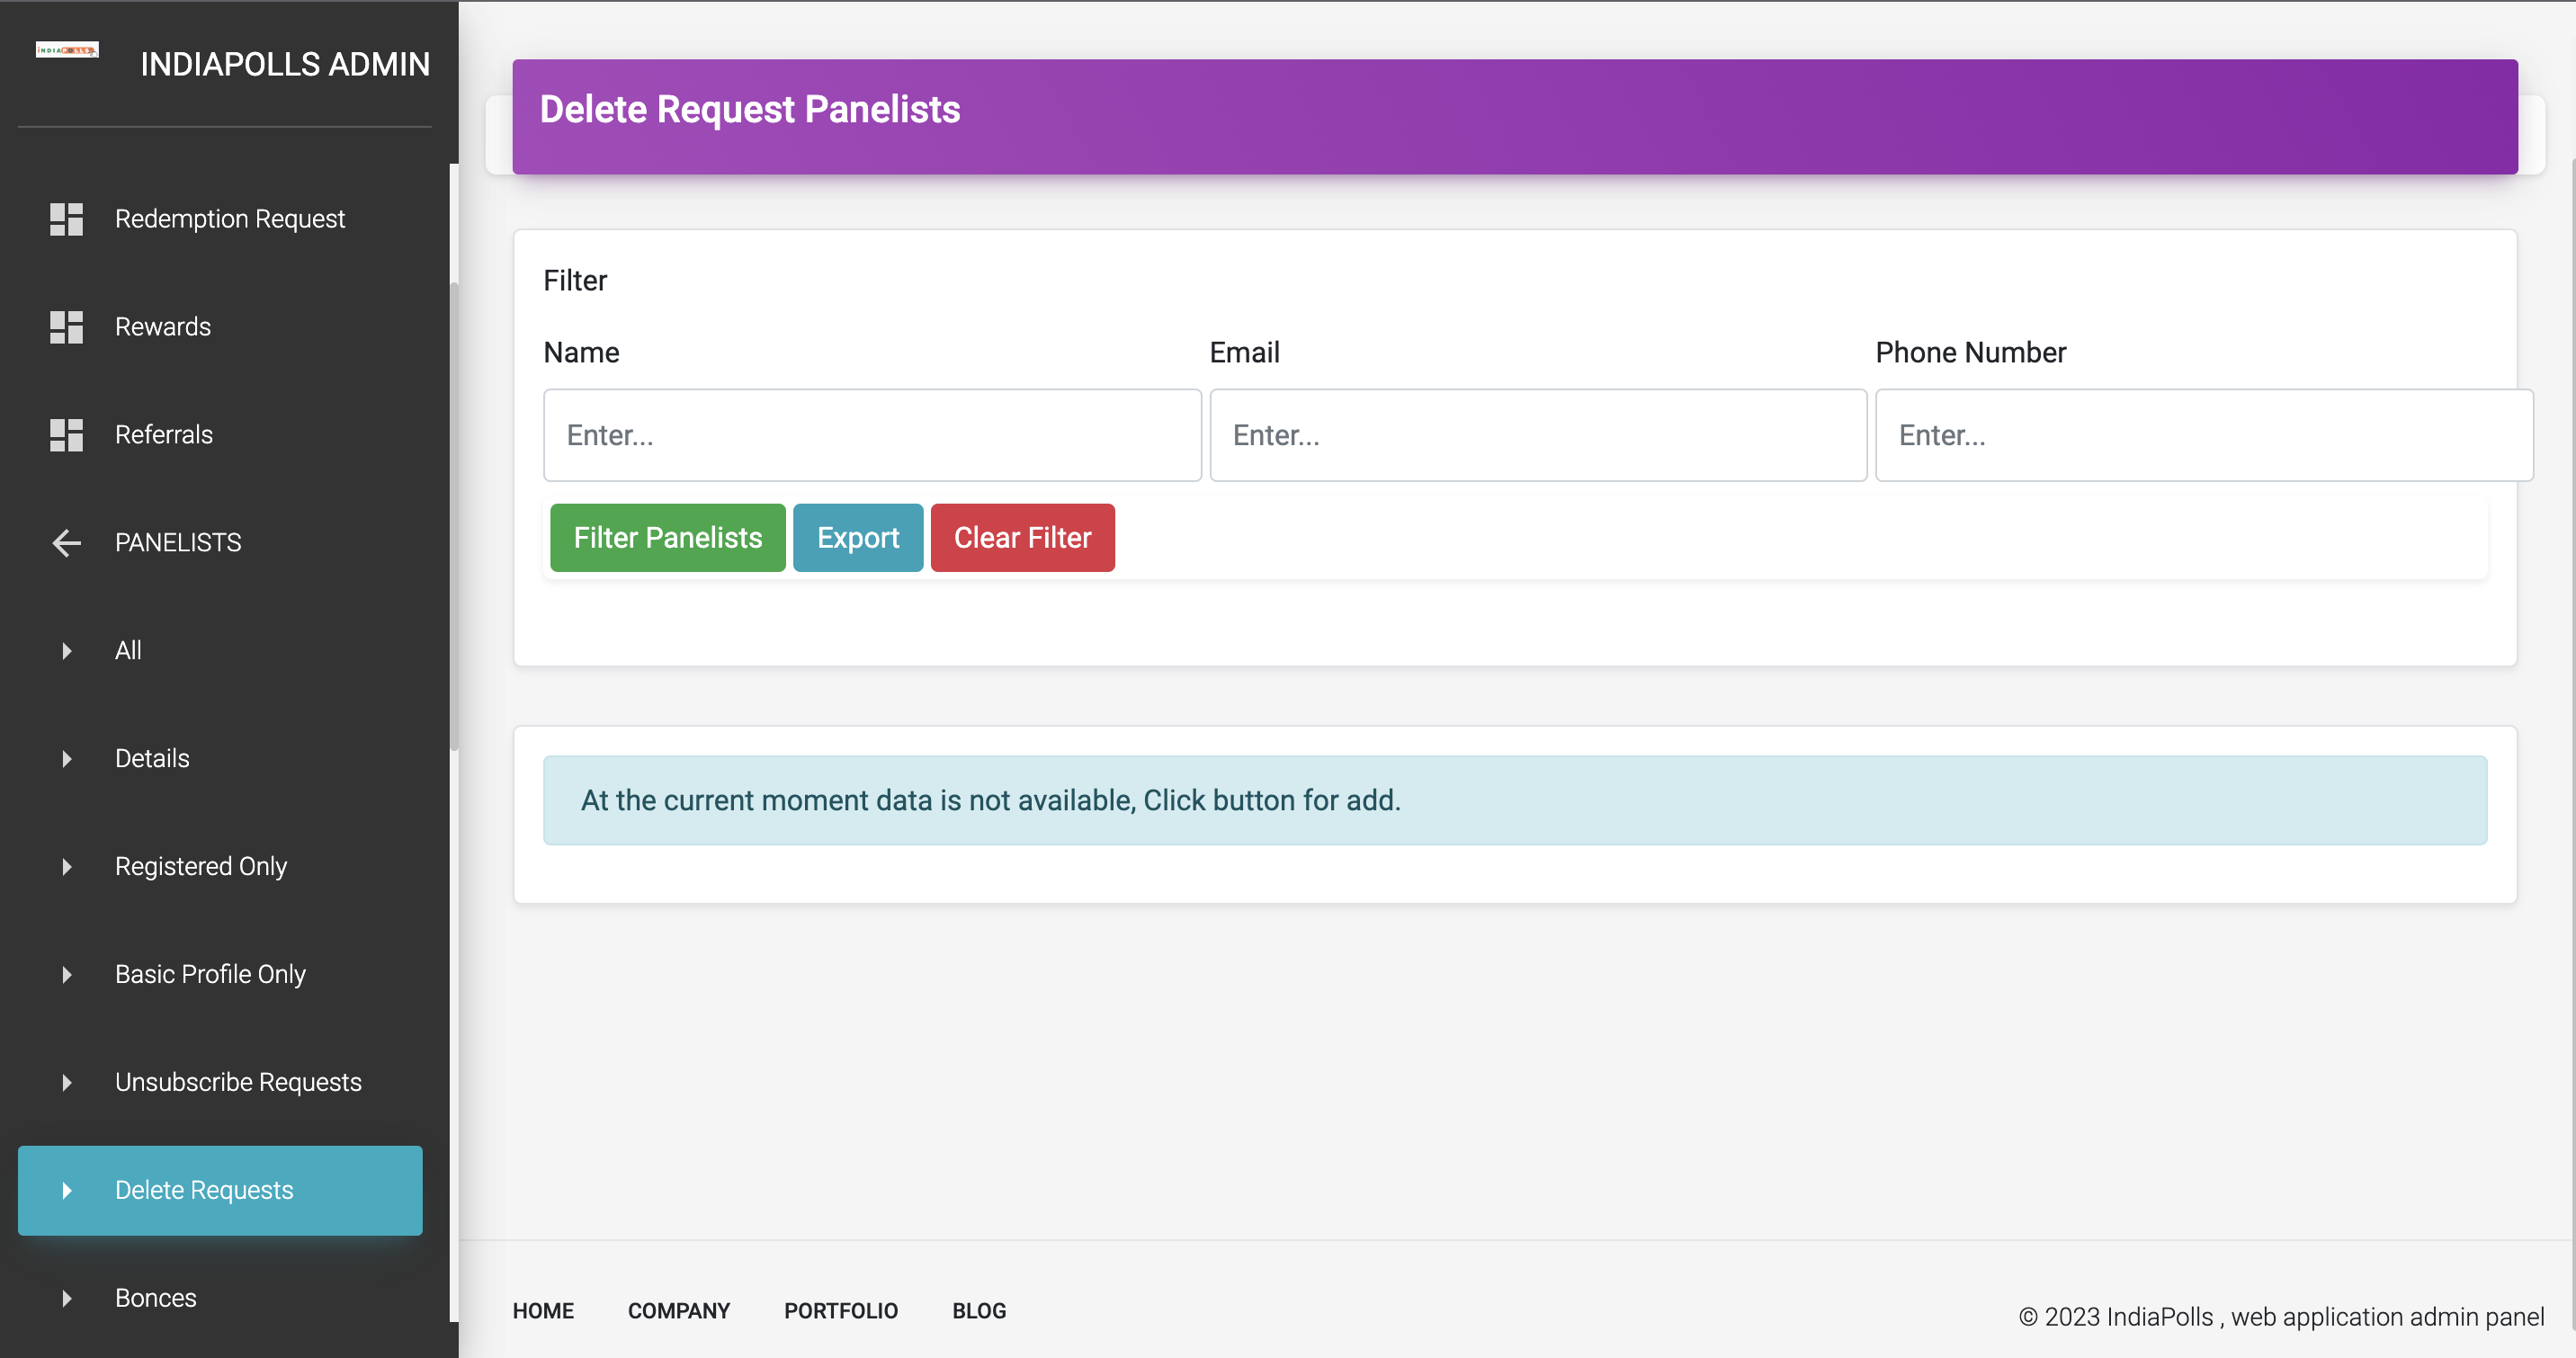 INDIAPOLLS
INDIAPOLLS ADMIN
Redemption Request
Rewards
Referrals
PANELISTS
All
Details
Registered Only
Basic Profile Only
Unsubscribe Requests
Delete Requests
Bonces
Delete Request Panelists
Filter
Name Email Phone Number
Enter... Enter... Enter...
Filter Panelists Export Clear Filter
At the current moment data is not available, Click button for add.
HOME COMPANY PORTFOLIO BLOG
© 2023 IndiaPolls , web application admin panel